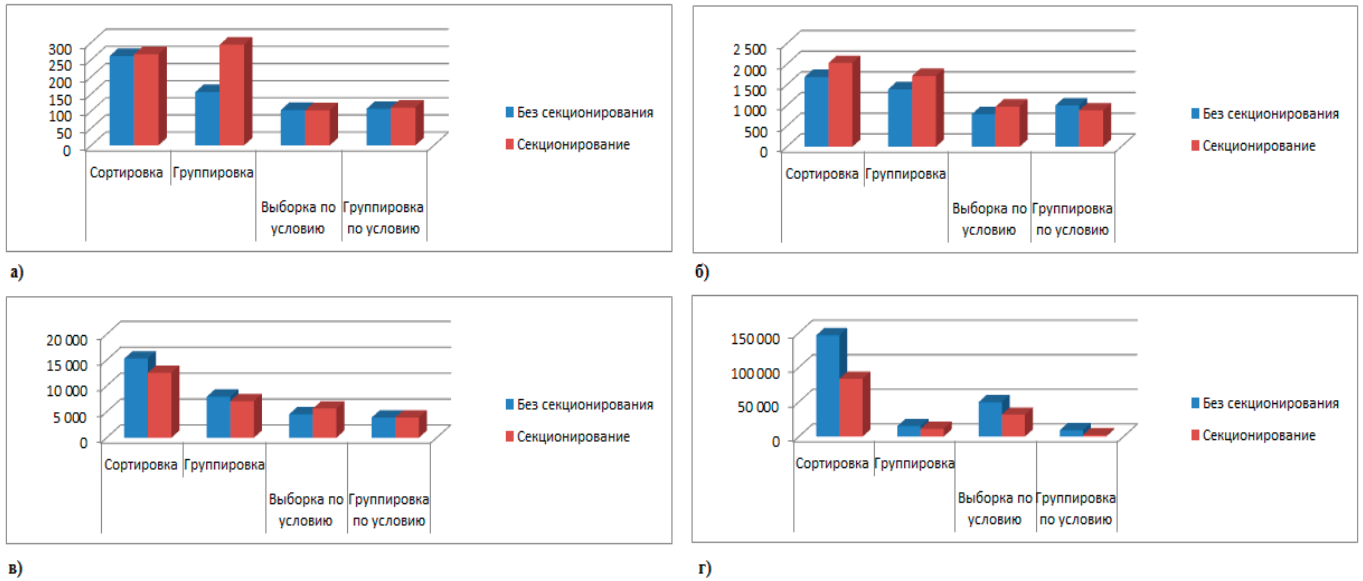 300
250
200
150
100
50
0
Сортировка
Группировка
Выборка по
условию
Группировка
по условию
Без секционирования
Секционирование
а)
2 500
2 000
1 500
1 000
500
0
Сортировка
Группировка
Выборка по
условию
Группировка
по условию
Без секционирования
Секционирование
б)
20 000
15 000
10 000
5 000
0
Сортировка
Группировка
Выборка по
условию
Группировка
по условию
Без секционирования
Секционирование
в)
150 000
100 000
50 000
0
Сортировка
Группировка
Выборка по
условию
Группировка
по условию
Без секционирования
Секционирование
г)